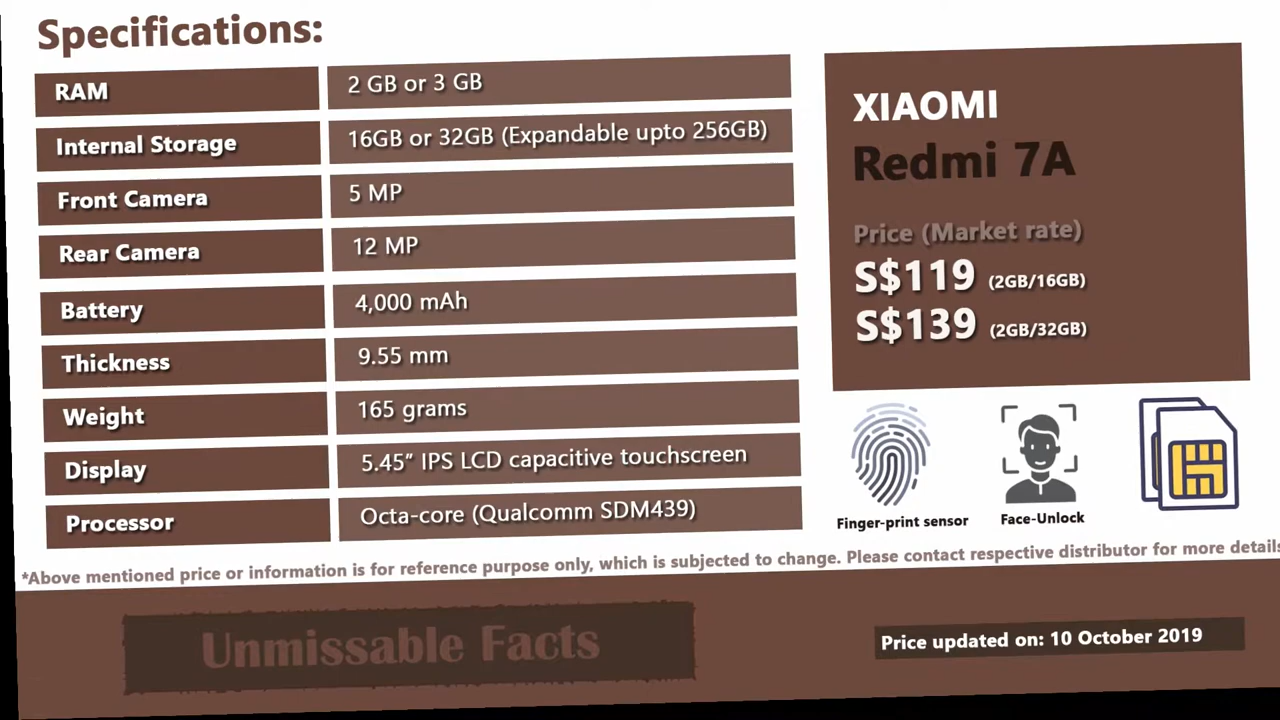 Specifications:
RAM 2 GB or 3 GB
Internal Storage 16GB or 32GB (Expandable upto 256GB)
Front Camera 5 MP
Rear Camera 12 MP
Battery 4,000 mAh
Thickness 9.55 mm
Weight 165 grams
Display 5.45” IPS LCD capacitive touchscreen
Processor Octa-core (Qualcomm SDM439)
XIAOMI
Redmi 7A
Price (Market rate)
S$119 (2GB/16GB)
S$139 (2GB/32GB)
Finger-print sensor
Face-Unlock
*Above mentioned price or information is for reference purpose only, which is subjected to change. Please contact respective distributor for more details
Unmissable Facts
Price updated on: 10 October 2019